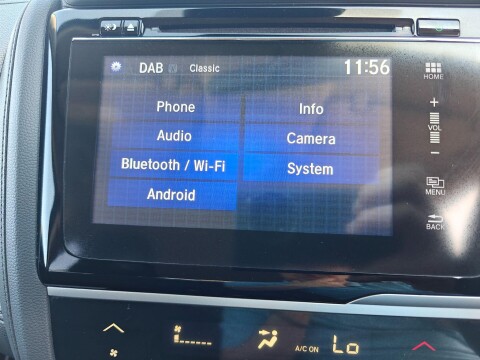 DAB Classic 11:56
Phone
Info
Audio
Camera
Bluetooth / Wi-Fi
System
Android
HOME
+
VOL
−
MENU
BACK
A/C ON Lo